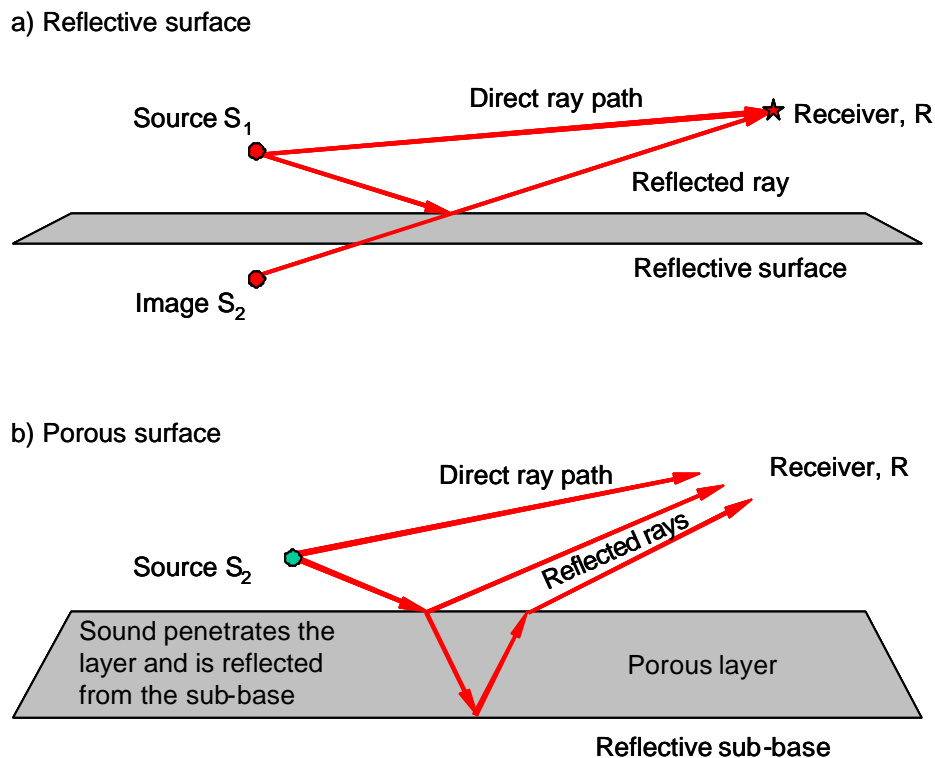 a) Reflective surface
Direct ray path
Source S₁
Receiver, R
Reflected ray
Reflective surface
Image S₂
b) Porous surface
Direct ray path
Receiver, R
Reflected rays
Source S₂
Sound penetrates the
layer and is reflected
from the sub-base
Porous layer
Reflective sub-base